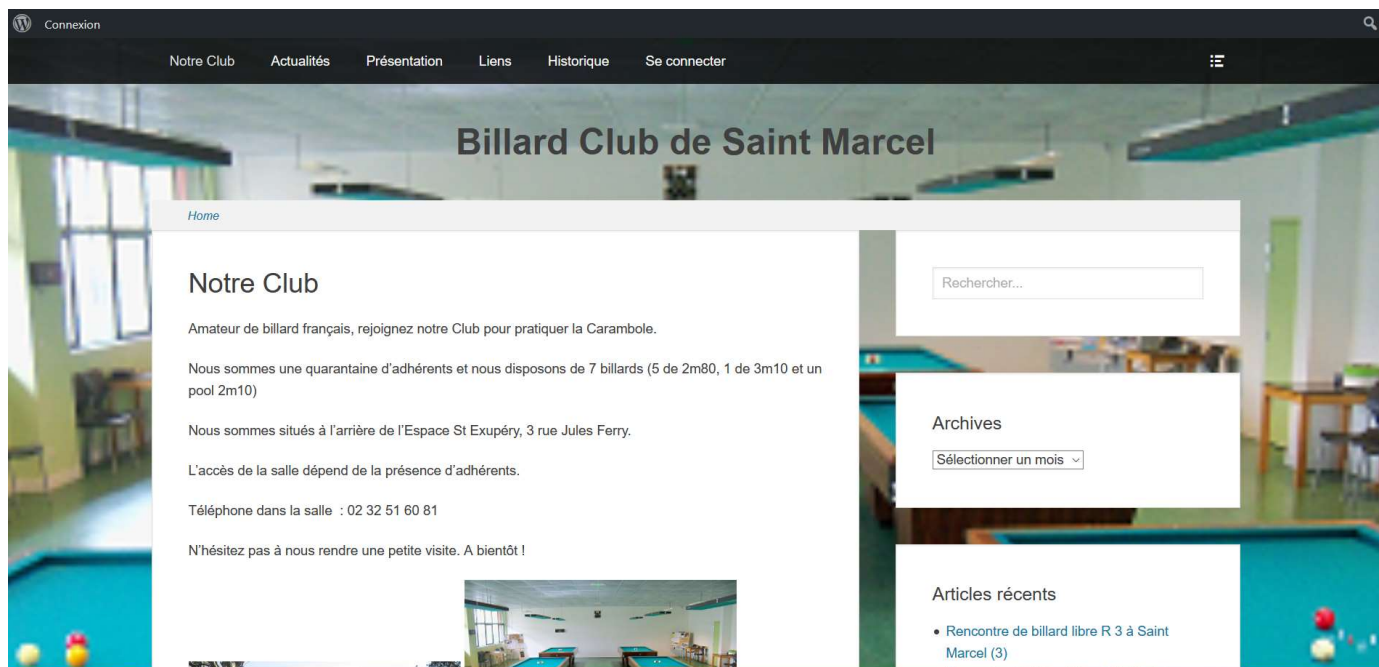 Connexion
Notre Club Actualités Présentation Liens Historique Se connecter
Billard Club de Saint Marcel
Home
Notre Club
Amateur de billard français, rejoignez notre Club pour pratiquer la Carambole.
Nous sommes une quarantaine d’adhérents et nous disposons de 7 billards (5 de 2m80, 1 de 3m10 et un
pool 2m10)
Nous sommes situés à l’arrière de l’Espace St Exupéry, 3 rue Jules Ferry.
L’accès de la salle dépend de la présence d’adhérents.
Téléphone dans la salle : 02 32 51 60 81
N’hésitez pas à nous rendre une petite visite. A bientôt !
Rechercher...
Archives
Sélectionner un mois
Articles récents
Rencontre de billard libre R 3 à Saint
Marcel (3)